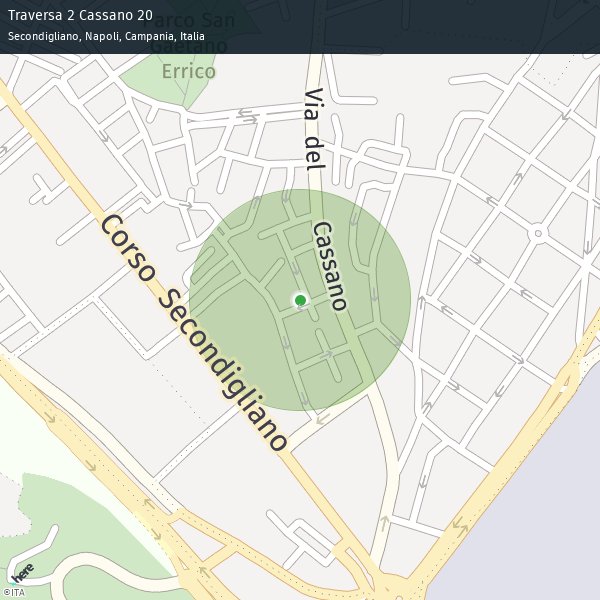 Traversa 2 Cassano 20
Secondigliano, Napoli, Campania, Italia
Parco San
Gaetano
Errico
Via del
Cassano
Corso Secondigliano
here
©ITA